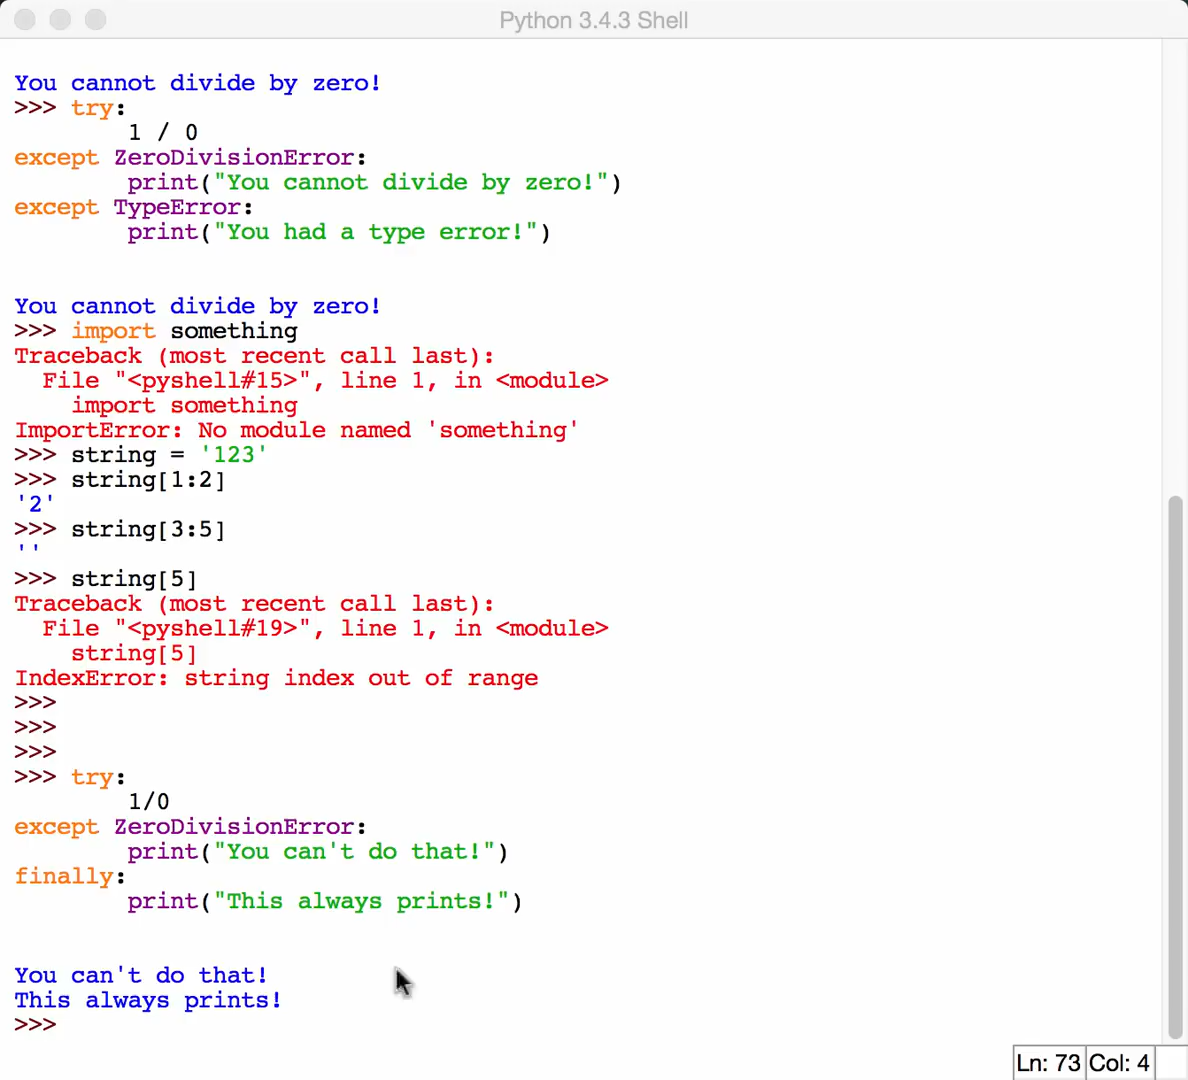 Python 3.4.3 Shell
You cannot divide by zero!
>>> try:
        1 / 0
except ZeroDivisionError:
        print("You cannot divide by zero!")
except TypeError:
        print("You had a type error!")
You cannot divide by zero!
>>> import something
Traceback (most recent call last):
  File "<pyshell#15>", line 1, in <module>
    import something
ImportError: No module named 'something'
>>> string = '123'
>>> string[1:2]
'2'
>>> string[3:5]
''
>>> string[5]
Traceback (most recent call last):
  File "<pyshell#19>", line 1, in <module>
    string[5]
IndexError: string index out of range
>>>
>>>
>>>
>>> try:
        1/0
except ZeroDivisionError:
        print("You can't do that!")
finally:
        print("This always prints!")
You can't do that!
This always prints!
>>>
Ln: 73 Col: 4